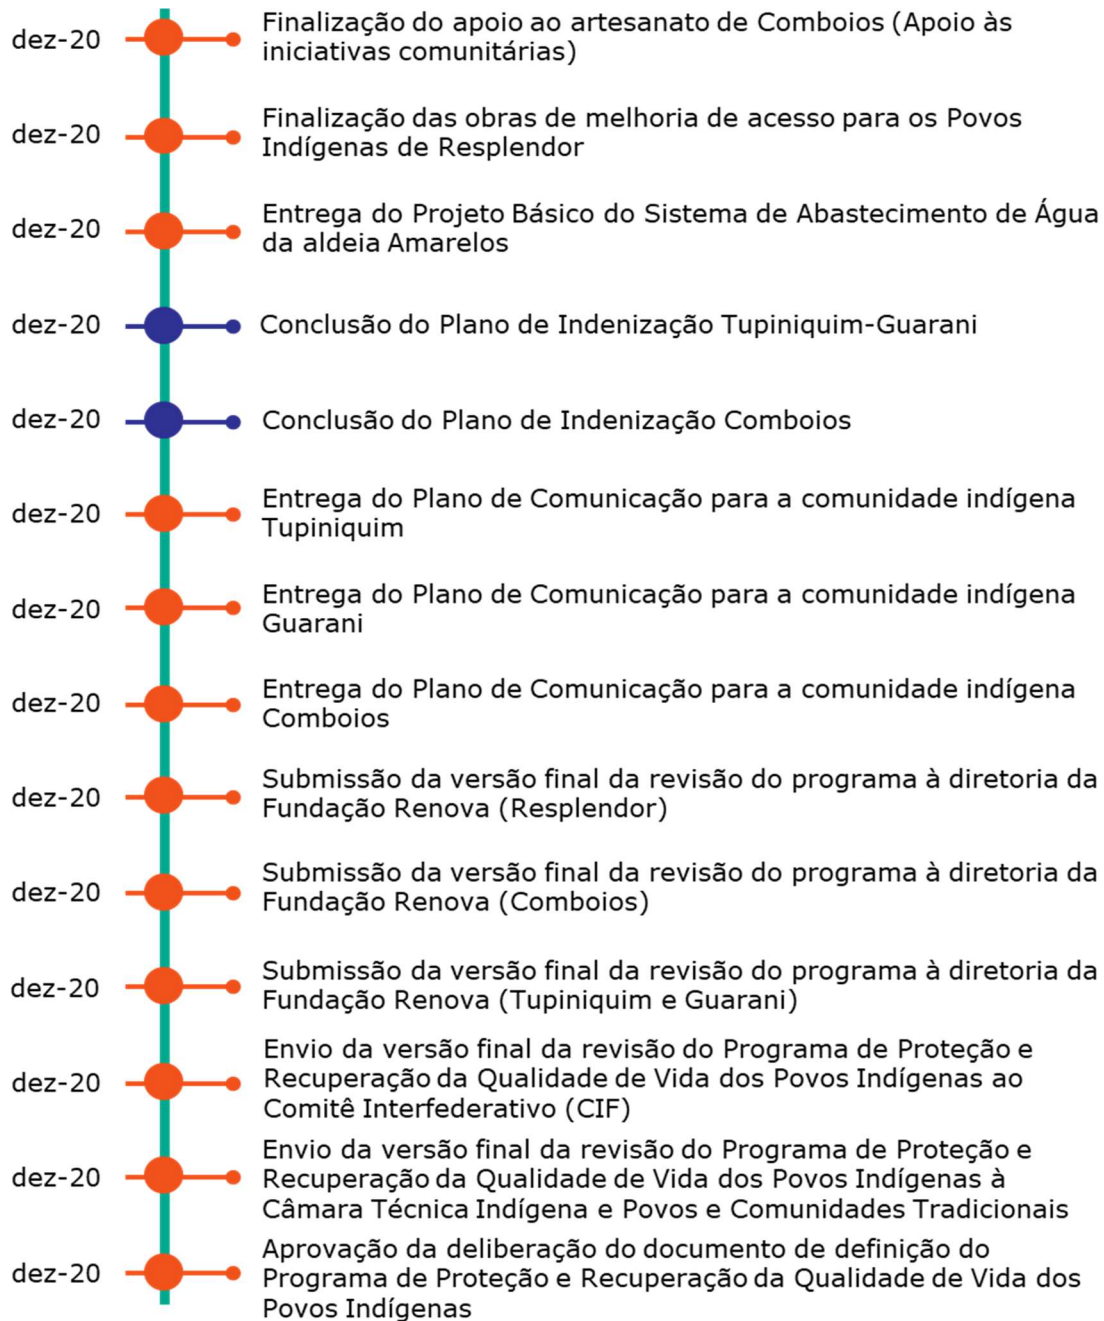 dez-20
Finalização do apoio ao artesanato de Comboios (Apoio às
iniciativas comunitárias)
dez-20
Finalização das obras de melhoria de acesso para os Povos
Indígenas de Resplendor
dez-20
Entrega do Projeto Básico do Sistema de Abastecimento de Água
da aldeia Amarelos
dez-20
Conclusão do Plano de Indenização Tupiniquim-Guarani
dez-20
Conclusão do Plano de Indenização Comboios
dez-20
Entrega do Plano de Comunicação para a comunidade indígena
Tupiniquim
dez-20
Entrega do Plano de Comunicação para a comunidade indígena
Guarani
dez-20
Entrega do Plano de Comunicação para a comunidade indígena
Comboios
dez-20
Submissão da versão final da revisão do programa à diretoria da
Fundação Renova (Resplendor)
dez-20
Submissão da versão final da revisão do programa à diretoria da
Fundação Renova (Comboios)
dez-20
Submissão da versão final da revisão do programa à diretoria da
Fundação Renova (Tupiniquim e Guarani)
dez-20
Envio da versão final da revisão do Programa de Proteção e
Recuperação da Qualidade de Vida dos Povos Indígenas ao
Comitê Interfederativo (CIF)
dez-20
Envio da versão final da revisão do Programa de Proteção e
Recuperação da Qualidade de Vida dos Povos Indígenas à
Câmara Técnica Indígena e Povos e Comunidades Tradicionais
dez-20
Aprovação da deliberação do documento de definição do
Programa de Proteção e Recuperação da Qualidade de Vida dos
Povos Indígenas